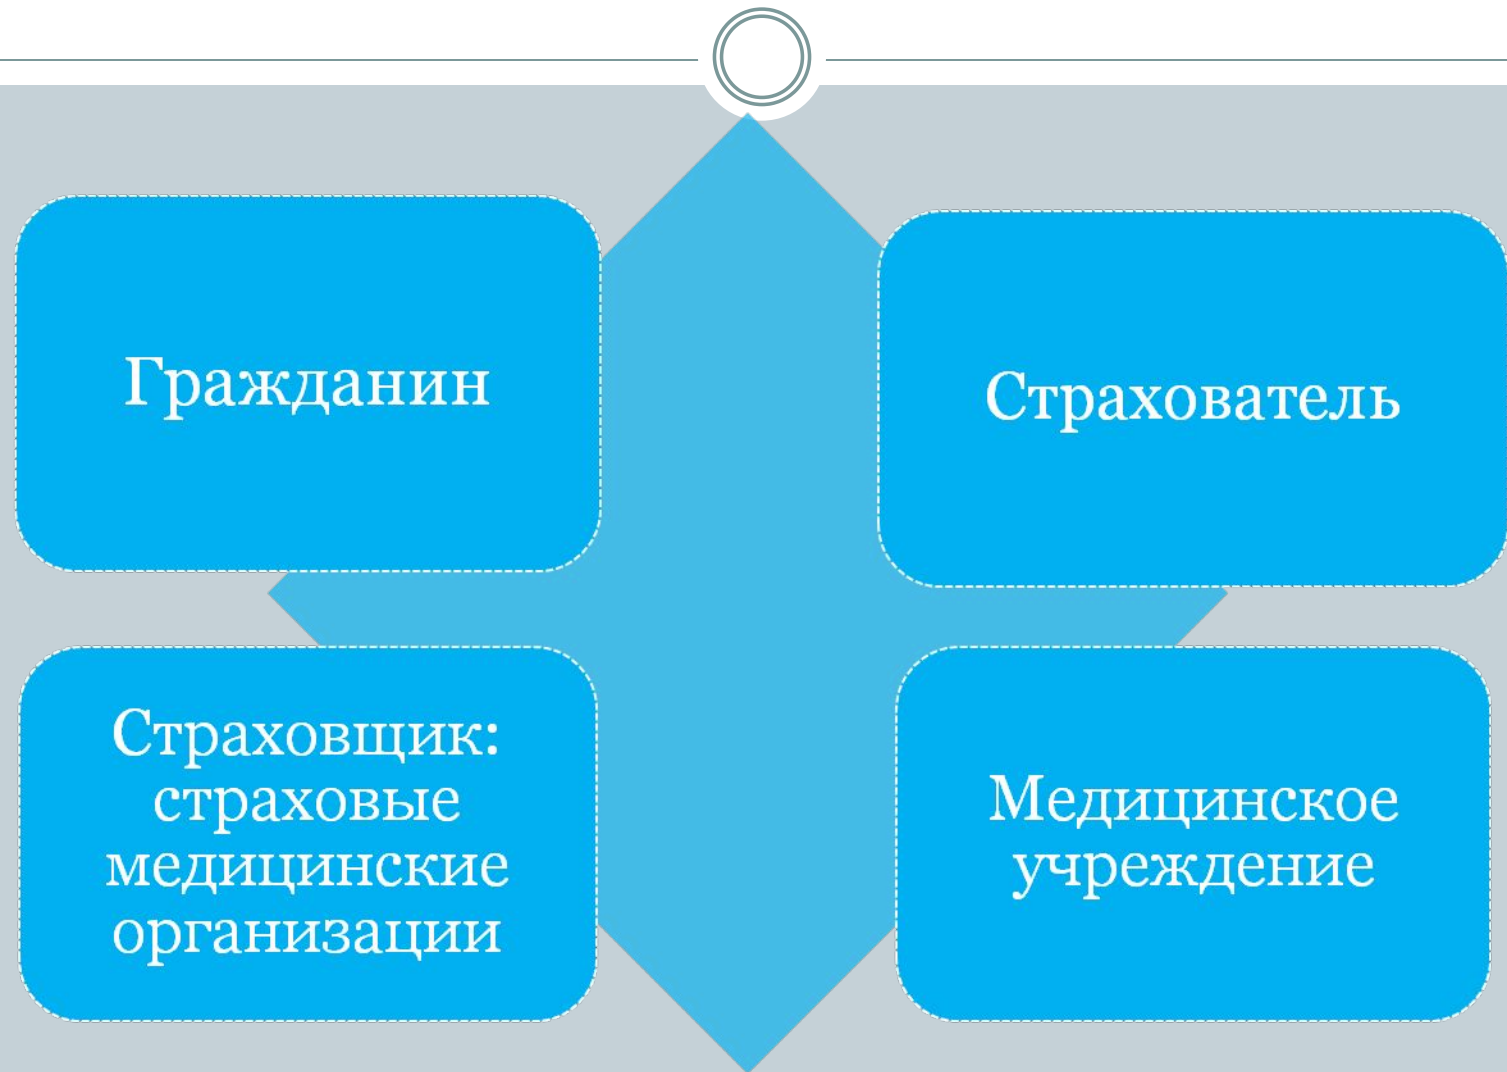 Гражданин
Страхователь
Страховщик:
страховые
медицинские
организации
Медицинское
учреждение